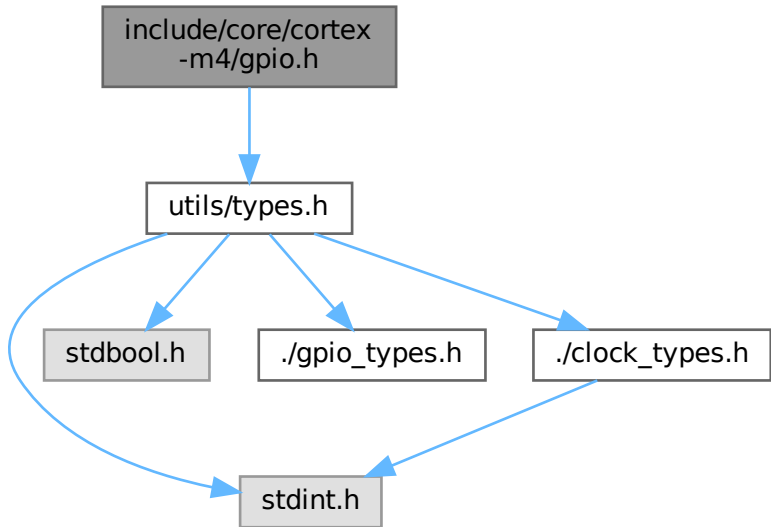 include/core/cortex
-m4/gpio.h
utils/types.h
stdbool.h
./gpio_types.h
./clock_types.h
stdint.h